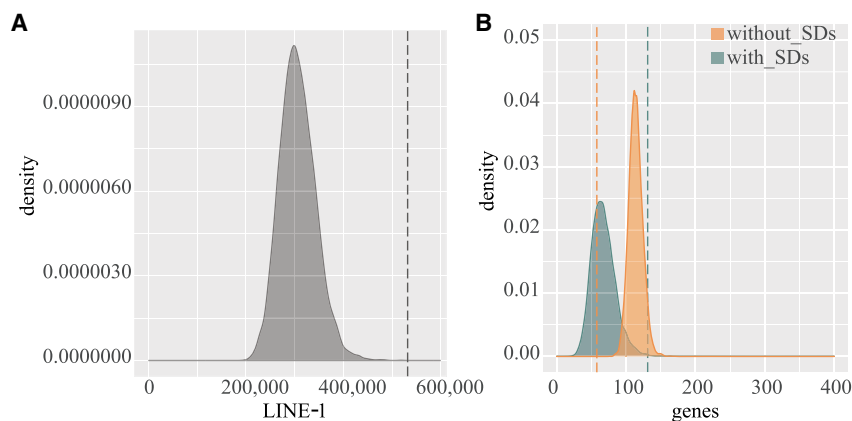 A
0.0000090
0.0000060
0.0000030
0.0000000
density
0
200,000
400,000
600,000
LINE-1
B
without_SDs
with_SDs
0.05
0.04
0.03
0.02
0.01
0.00
density
0
100
200
300
400
genes